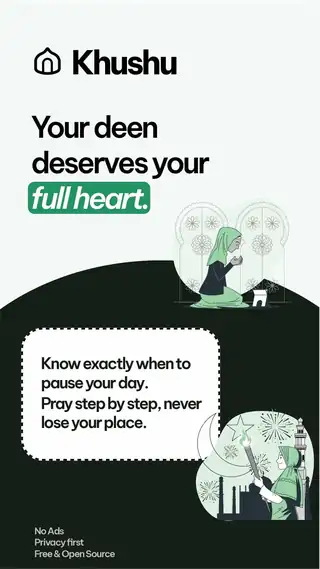 Khushu
Your deen
deserves your
full heart.
Know exactly when to
pause your day.
Pray step by step, never
lose your place.
No Ads
Privacy first
Free & Open Source